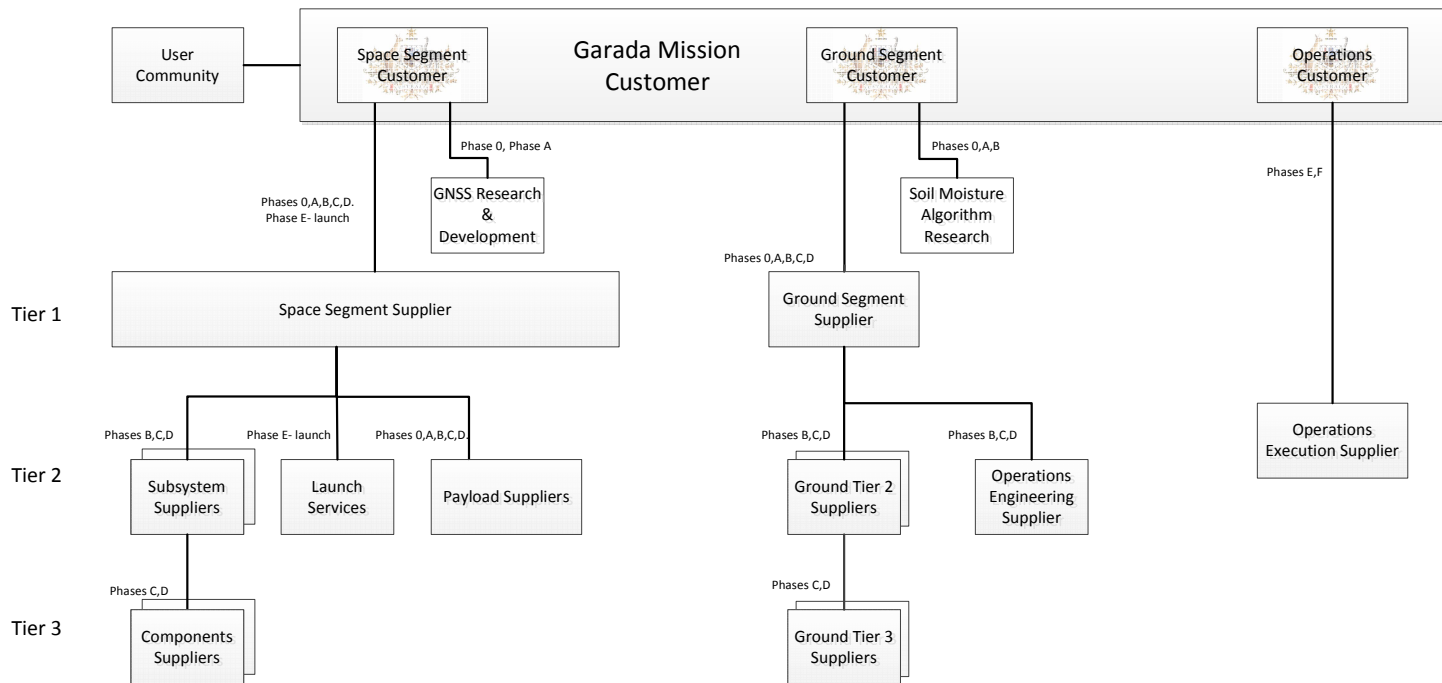 User
Community
Space Segment
Customer
Garada Mission
Customer
Ground Segment
Customer
Operations
Customer
Phase 0, Phase A
Phases 0,A,B
Phases E,F
GNSS Research
&
Development
Soil Moisture
Algorithm
Research
Phases 0,A,B,C,D.
Phase E- launch
Phases 0,A,B,C,D
Tier 1
Space Segment Supplier
Ground Segment
Supplier
Phases B,C,D
Phase E- launch
Phases 0,A,B,C,D.
Phases B,C,D
Phases B,C,D
Operations
Execution Supplier
Tier 2
Subsystem
Suppliers
Launch
Services
Payload Suppliers
Ground Tier 2
Suppliers
Operations
Engineering
Supplier
Phases C,D
Phases C,D
Tier 3
Components
Suppliers
Ground Tier 3
Suppliers